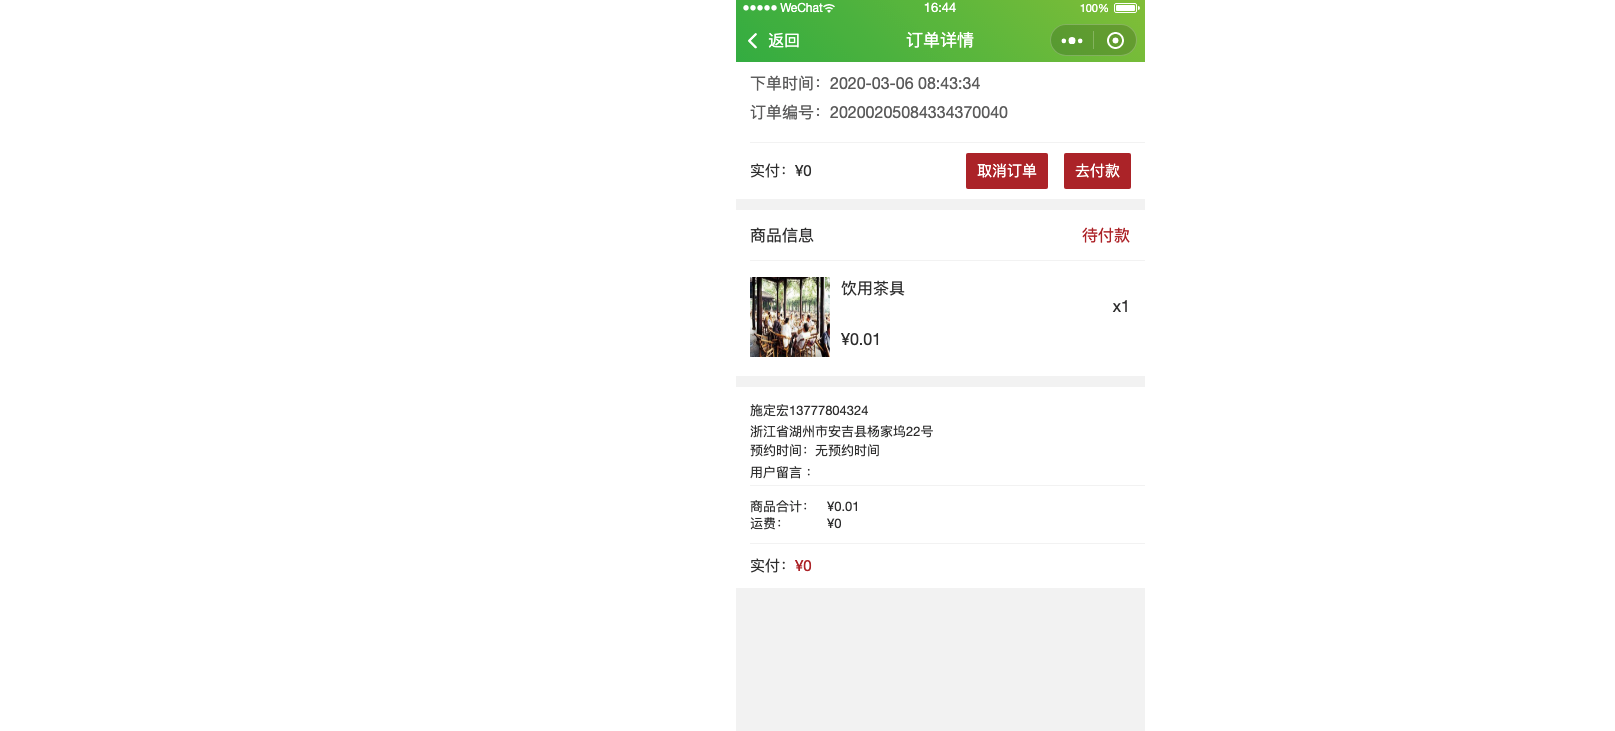 WeChat 16:44 100%
返回 订单详情
下单时间：2020-03-06 08:43:34
订单编号：20200205084334370040
实付：¥0 取消订单 去付款
商品信息 待付款
饮用茶具
x1
¥0.01
施定宏13777804324
浙江省湖州市安吉县杨家坞22号
预约时间：无预约时间
用户留言：
商品合计： ¥0.01
运费： ¥0
实付：¥0